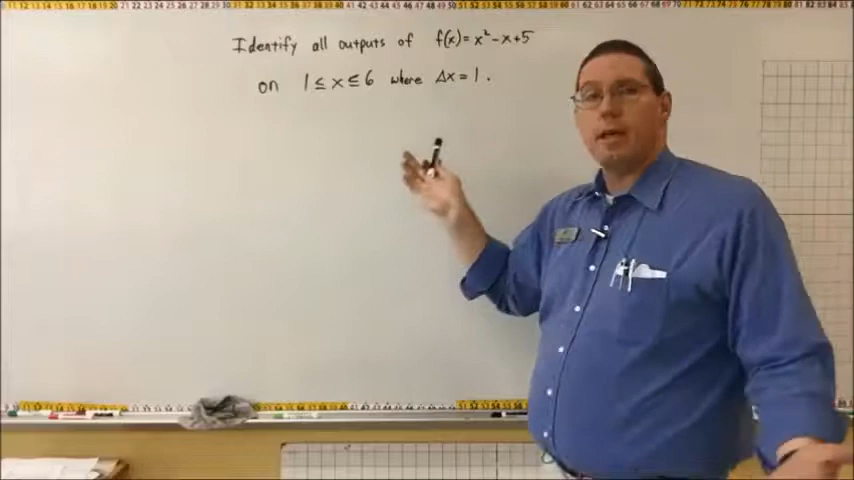 Identify all outputs of f(x)=x²-x+5
on 1≤x≤6 where Δx=1.